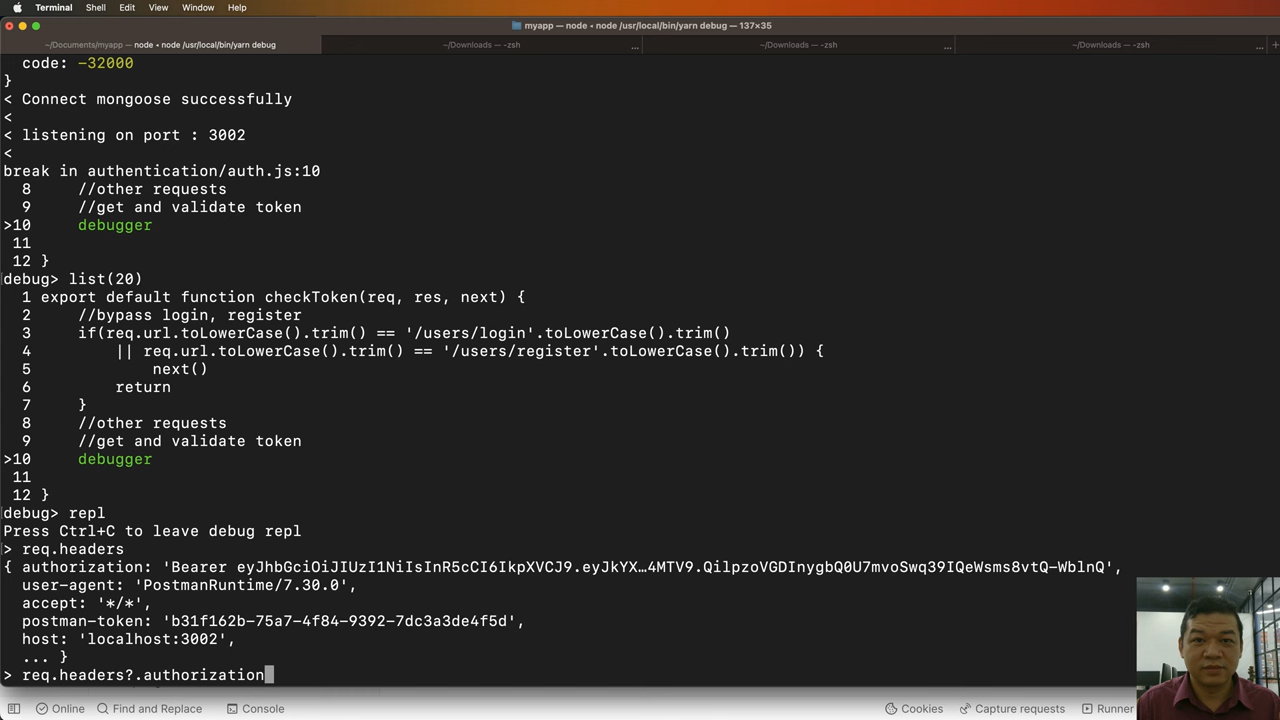 Terminal Shell Edit View Window Help
myapp — node • node /usr/local/bin/yarn debug — 137×35
~/Documents/myapp — node • node /usr/local/bin/yarn debug
~/Downloads — -zsh ...
~/Downloads — -zsh ...
~/Downloads — -zsh ...
code: -32000
}
< Connect mongoose successfully
<
< listening on port : 3002
<
break in authentication/auth.js:10
8 //other requests
9 //get and validate token
>10 debugger
11
12 }
debug> list(20)
1 export default function checkToken(req, res, next) {
2 //bypass login, register
3 if(req.url.toLowerCase().trim() == '/users/login'.toLowerCase().trim()
4 || req.url.toLowerCase().trim() == '/users/register'.toLowerCase().trim()) {
5 next()
6 return
7 }
8 //other requests
9 //get and validate token
>10 debugger
11
12 }
debug> repl
Press Ctrl+C to leave debug repl
> req.headers
{ authorization: 'Bearer eyJhbGciOiJIUzI1NiIsInR5cCI6IkpXVCJ9.eyJkYX…4MTV9.QilpzoVGDInygbQ0U7mvoSwq39IQeWsms8vtQ-WblnQ',
user-agent: 'PostmanRuntime/7.30.0',
accept: '*/*',
postman-token: 'b31f162b-75a7-4f84-9392-7dc3a3de4f5d',
host: 'localhost:3002',
... }
> req.headers?.authorization
Online Find and Replace Console Cookies Capture requests Runner